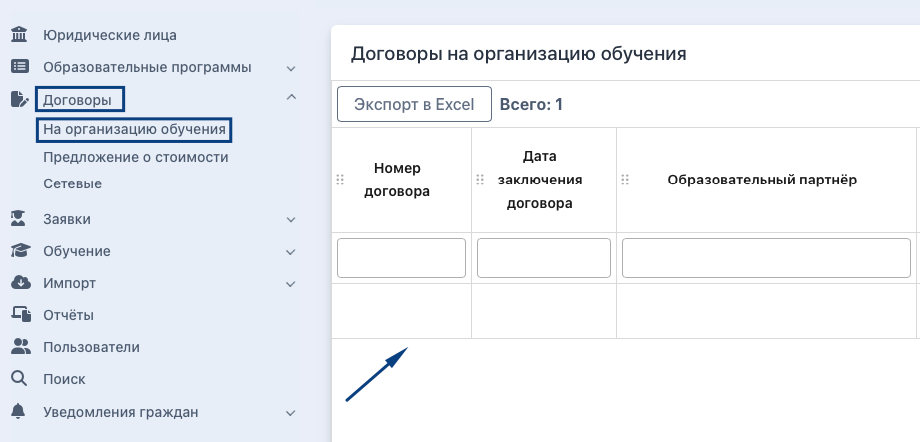 Юридические лица
Образовательные программы
Договоры
На организацию обучения
Предложение о стоимости
Сетевые
Заявки
Обучение
Импорт
Отчёты
Пользователи
Поиск
Уведомления граждан
Договоры на организацию обучения
Экспорт в Excel Всего: 1
Номер
договора
Дата
заключения
договора
Образовательный партнёр